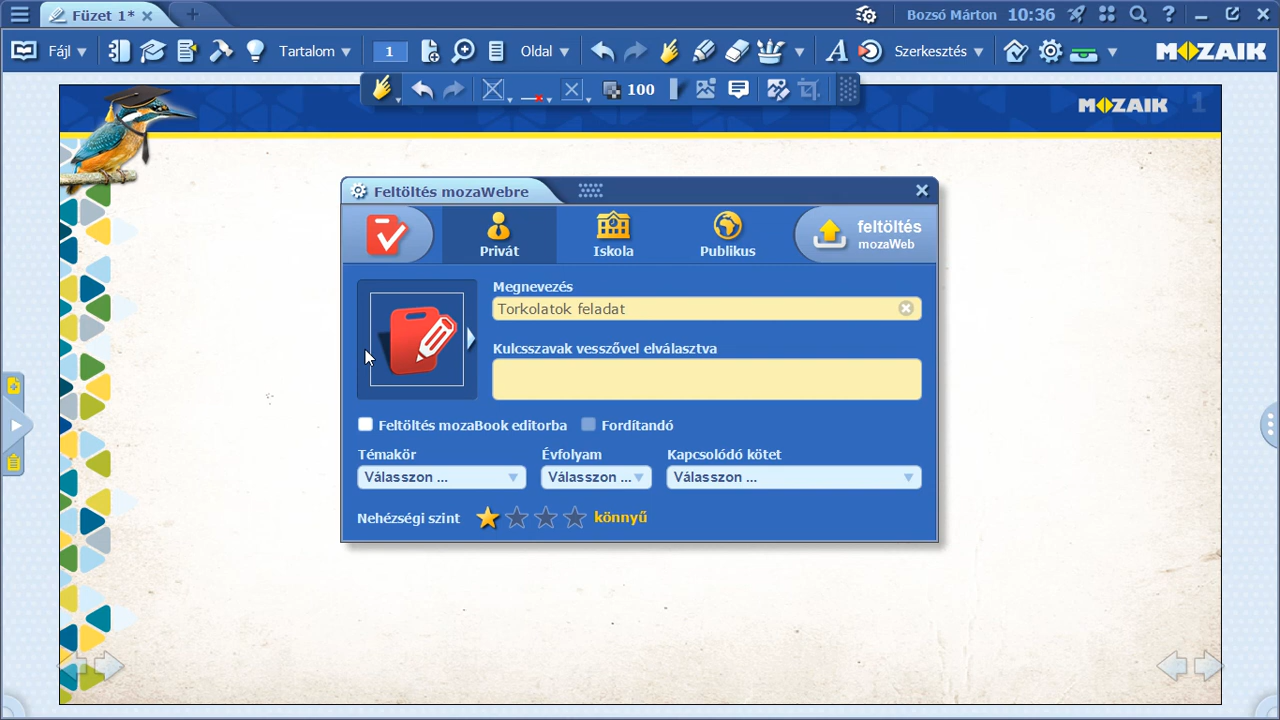 Füzet 1*
Bozsó Márton 10:36
Fájl Tartalom 1 Oldal Szerkesztés MOZAIK
100
MOZAIK 1
Feltöltés mozaWebre
Privát Iskola Publikus feltöltés
mozaWeb
Megnevezés
Torkolatok feladat
Kulcsszavak vesszővel elválasztva
Feltöltés mozaBook editorba Fordítandó
Témakör Évfolyam Kapcsolódó kötet
Válasszon ... Válasszon ... Válasszon ...
Nehézségi szint könnyű